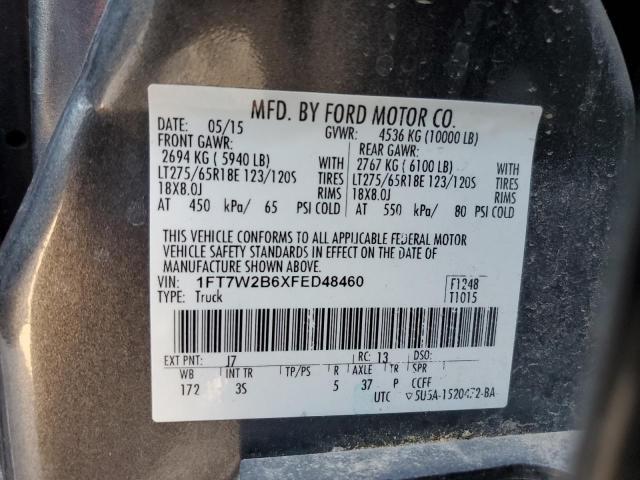 MFD. BY FORD MOTOR CO.
DATE: 05/15 GVWR: 4536 KG (10000 LB)
FRONT GAWR: REAR GAWR:
2694 KG ( 5940 LB) WITH 2767 KG ( 6100 LB) WITH
LT275/65R18E 123/120S TIRES LT275/65R18E 123/120S TIRES
18X8.0J RIMS 18X8.0J RIMS
AT 450 kPa/ 65 PSI COLD AT 550 kPa/ 80 PSI COLD
THIS VEHICLE CONFORMS TO ALL APPLICABLE FEDERAL MOTOR
VEHICLE SAFETY STANDARDS IN EFFECT ON THE DATE OF
MANUFACTURE SHOWN ABOVE.
VIN: 1FT7W2B6XFED48460 F1248
TYPE: Truck T1015
EXT PNT: J7 RC: 13 DSO:
WB INT TR TP/PS R AXLE TR SPR
172 3S 5 37 P CCFF
UTC ▽5U5A-1520472-BA